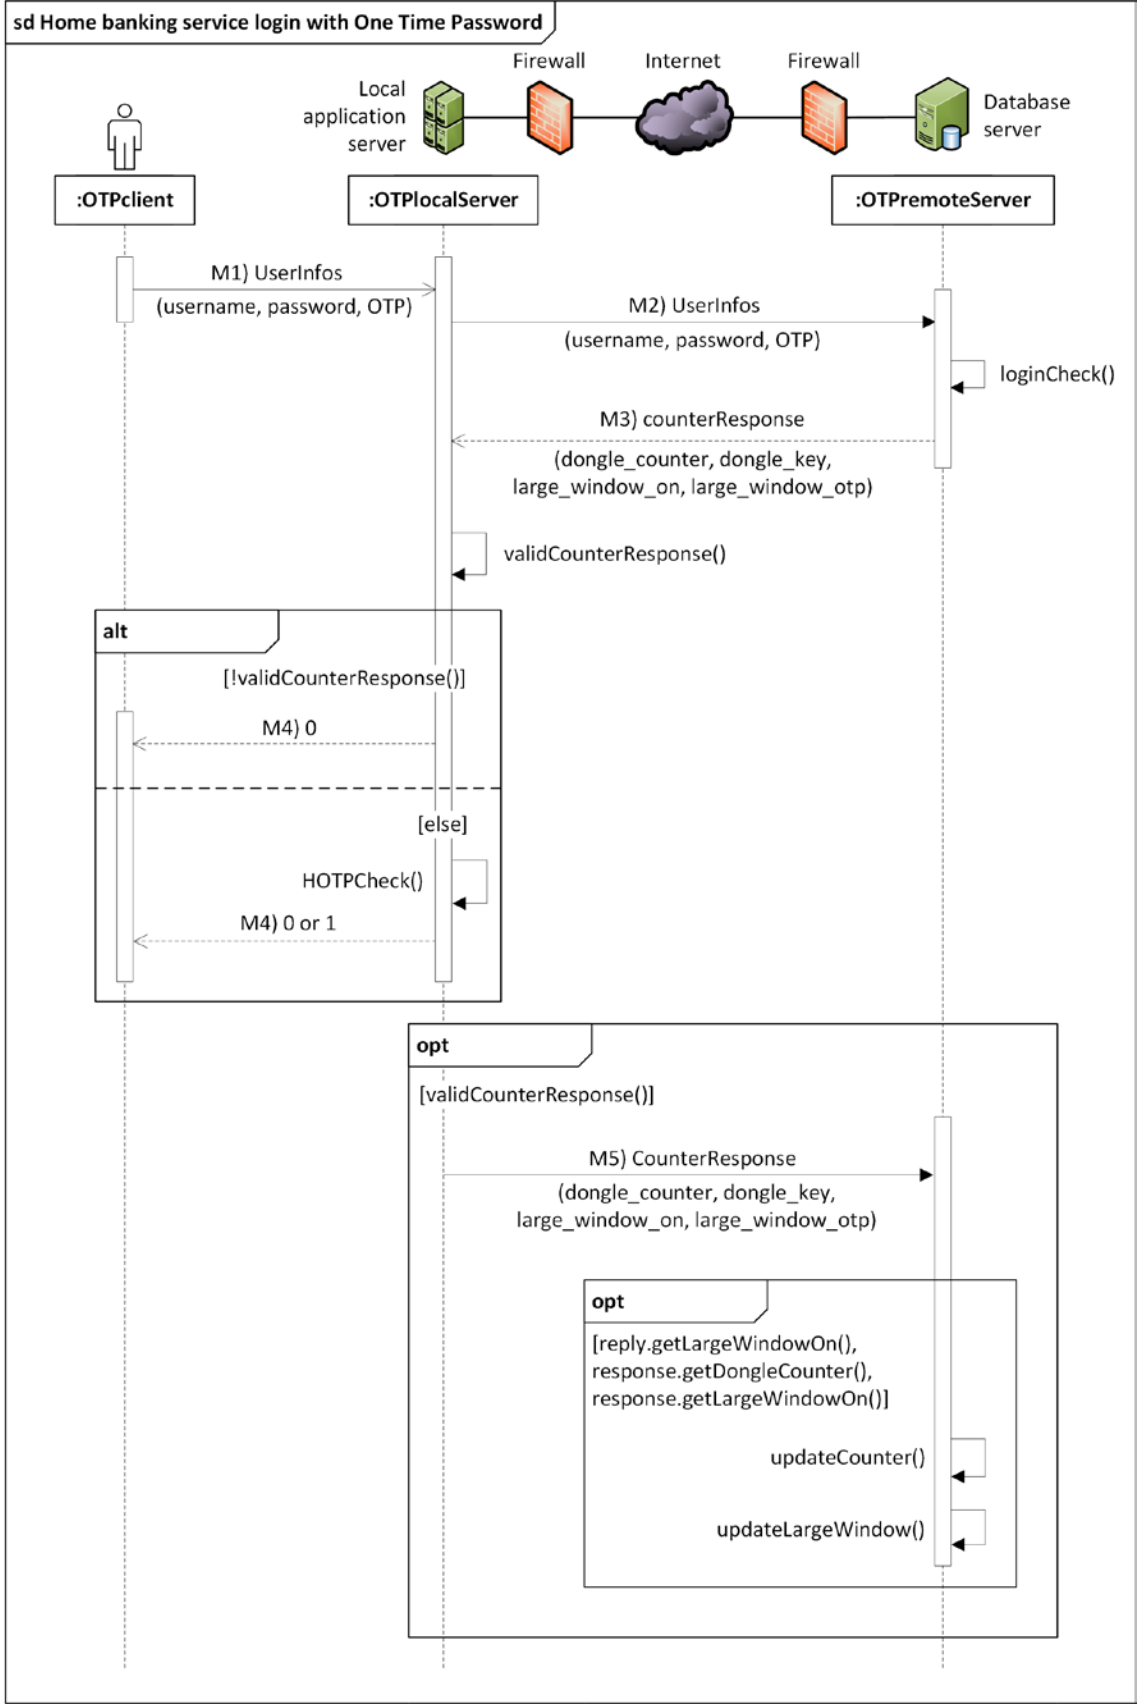 sd Home banking service login with One Time Password
Firewall
Internet
Firewall
Local
application
server
Database
server
:OTPclient
:OTPlocalServer
:OTPremoteServer
M1) UserInfos
(username, password, OTP)
M2) UserInfos
(username, password, OTP)
loginCheck()
M3) counterResponse
(dongle_counter, dongle_key,
large_window_on, large_window_otp)
validCounterResponse()
alt
[!validCounterResponse()]
M4) 0
[else]
HOTPCheck()
M4) 0 or 1
opt
[validCounterResponse()]
M5) CounterResponse
(dongle_counter, dongle_key,
large_window_on, large_window_otp)
opt
[reply.getLargeWindowOn(),
response.getDongleCounter(),
response.getLargeWindowOn()]
updateCounter()
updateLargeWindow()